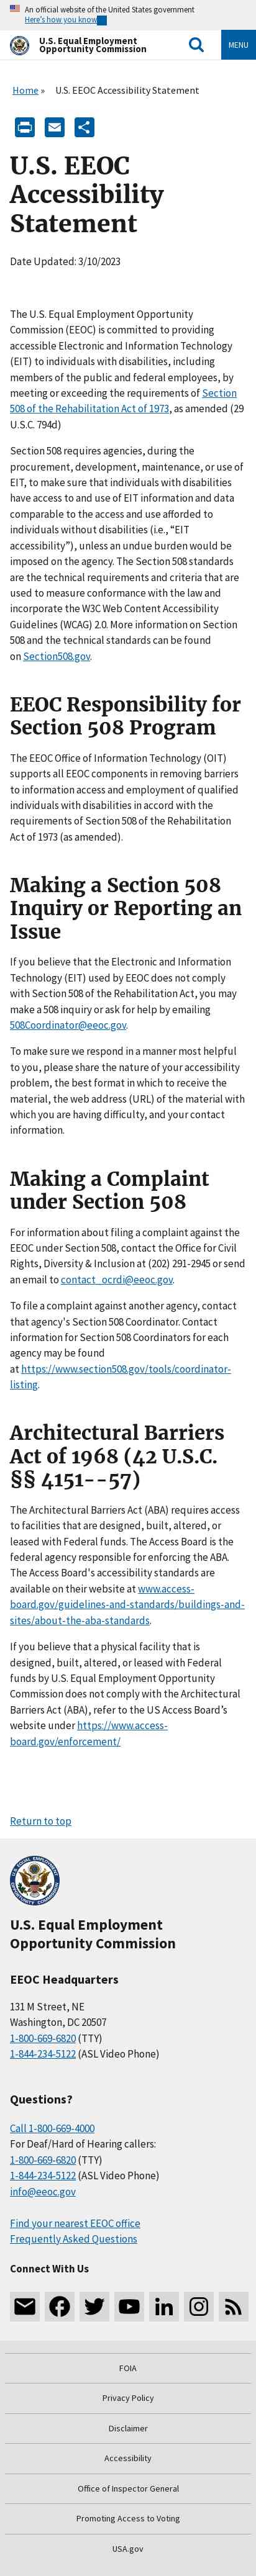 An official website of the United States government
Here's how you know
U.S. Equal Employment
Opportunity Commission
MENU
Home » U.S. EEOC Accessibility Statement
U.S. EEOC
Accessibility
Statement
Date Updated: 3/10/2023
The U.S. Equal Employment Opportunity
Commission (EEOC) is committed to providing
accessible Electronic and Information Technology
(EIT) to individuals with disabilities, including
members of the public and federal employees, by
meeting or exceeding the requirements of Section
508 of the Rehabilitation Act of 1973, as amended (29
U.S.C. 794d)
Section 508 requires agencies, during the
procurement, development, maintenance, or use of
EIT, to make sure that individuals with disabilities
have access to and use of EIT information and data
comparable to the access and use afforded to
individuals without disabilities (i.e., “EIT
accessibility”), unless an undue burden would be
imposed on the agency. The Section 508 standards
are the technical requirements and criteria that are
used to measure conformance with the law and
incorporate the W3C Web Content Accessibility
Guidelines (WCAG) 2.0. More information on Section
508 and the technical standards can be found
on Section508.gov.
EEOC Responsibility for
Section 508 Program
The EEOC Office of Information Technology (OIT)
supports all EEOC components in removing barriers
to information access and employment of qualified
individuals with disabilities in accord with the
requirements of Section 508 of the Rehabilitation
Act of 1973 (as amended).
Making a Section 508
Inquiry or Reporting an
Issue
If you believe that the Electronic and Information
Technology (EIT) used by EEOC does not comply
with Section 508 of the Rehabilitation Act, you may
make a 508 inquiry or ask for help by emailing
508Coordinator@eeoc.gov.
To make sure we respond in a manner most helpful
to you, please share the nature of your accessibility
problem, the best format in which to receive the
material, the web address (URL) of the material with
which you are having difficulty, and your contact
information.
Making a Complaint
under Section 508
For information about filing a complaint against the
EEOC under Section 508, contact the Office for Civil
Rights, Diversity & Inclusion at (202) 291-2945 or send
an email to contact_ocrdi@eeoc.gov.
To file a complaint against another agency, contact
that agency's Section 508 Coordinator. Contact
information for Section 508 Coordinators for each
agency may be found
at https://www.section508.gov/tools/coordinator-
listing.
Architectural Barriers
Act of 1968 (42 U.S.C.
§§ 4151--57)
The Architectural Barriers Act (ABA) requires access
to facilities that are designed, built, altered, or
leased with Federal funds. The Access Board is the
federal agency responsible for enforcing the ABA.
The Access Board's accessibility standards are
available on their website at www.access-
board.gov/guidelines-and-standards/buildings-and-
sites/about-the-aba-standards.
If you believe that a physical facility that is
designed, built, altered, or leased with Federal
funds by U.S. Equal Employment Opportunity
Commission does not comply with the Architectural
Barriers Act (ABA), refer to the US Access Board’s
website under https://www.access-
board.gov/enforcement/
Return to top
U.S. Equal Employment
Opportunity Commission
EEOC Headquarters
131 M Street, NE
Washington, DC 20507
1-800-669-6820 (TTY)
1-844-234-5122 (ASL Video Phone)
Questions?
Call 1-800-669-4000
For Deaf/Hard of Hearing callers:
1-800-669-6820 (TTY)
1-844-234-5122 (ASL Video Phone)
info@eeoc.gov
Find your nearest EEOC office
Frequently Asked Questions
Connect With Us
FOIA
Privacy Policy
Disclaimer
Accessibility
Office of Inspector General
Promoting Access to Voting
USA.gov